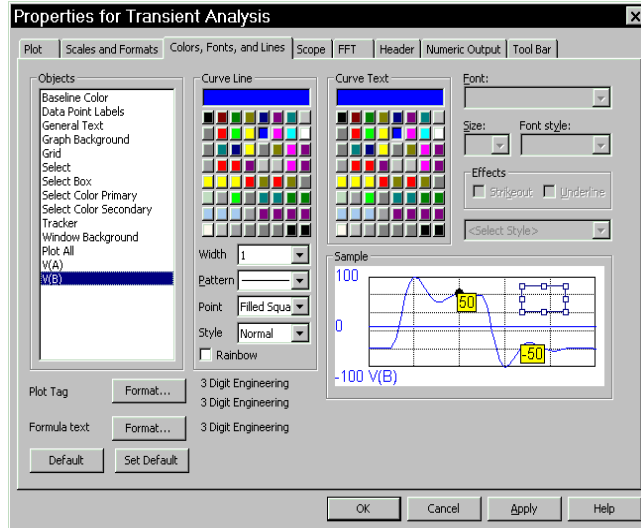 Properties for Transient Analysis
Plot
Scales and Formats
Colors, Fonts, and Lines
Scope
FFT
Header
Numeric Output
Tool Bar
Objects
Baseline Color
Data Point Labels
General Text
Graph Background
Grid
Select
Select Box
Select Color Primary
Select Color Secondary
Tracker
Window Background
Plot All
V(A)
V(B)
Curve Line
Width 1
Pattern
Point Filled Squa
Style Normal
Rainbow
Curve Text
Font:
Size: Font style:
Effects
Strikeout Underline
<Select Style>
Sample
100
50
0
-50
-100 V(B)
Plot Tag Format... 3 Digit Engineering
3 Digit Engineering
Formula text Format... 3 Digit Engineering
Default Set Default
OK Cancel Apply Help